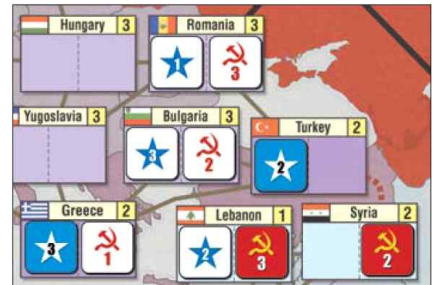 Hungary 3
Romania 3
1 3
Yugoslavia 3
Bulgaria 3
3 2
Turkey 2
2
Greece 2
3 1
Lebanon 1
2 3
Syria 2
2